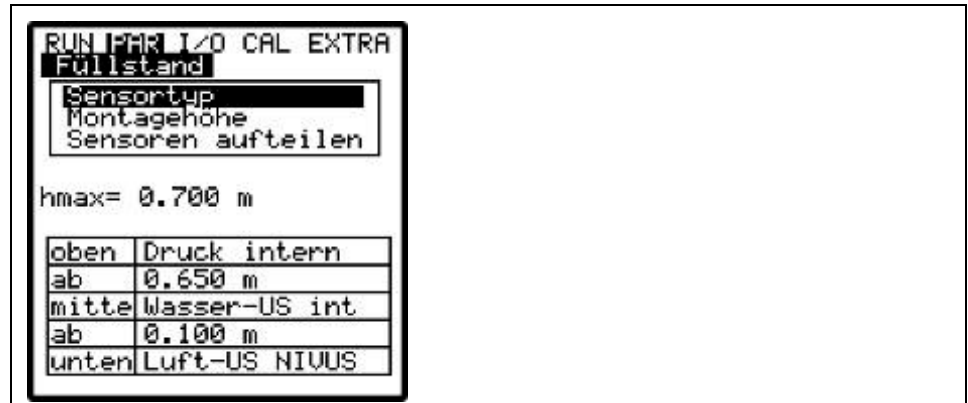 RUN PAR I/O CAL EXTRA
Füllstand
Sensortyp
Montagehöhe
Sensoren aufteilen
hmax= 0.700 m
oben Druck intern
ab 0.650 m
mitte Wasser-US int
ab 0.100 m
unten Luft-US NIVUS